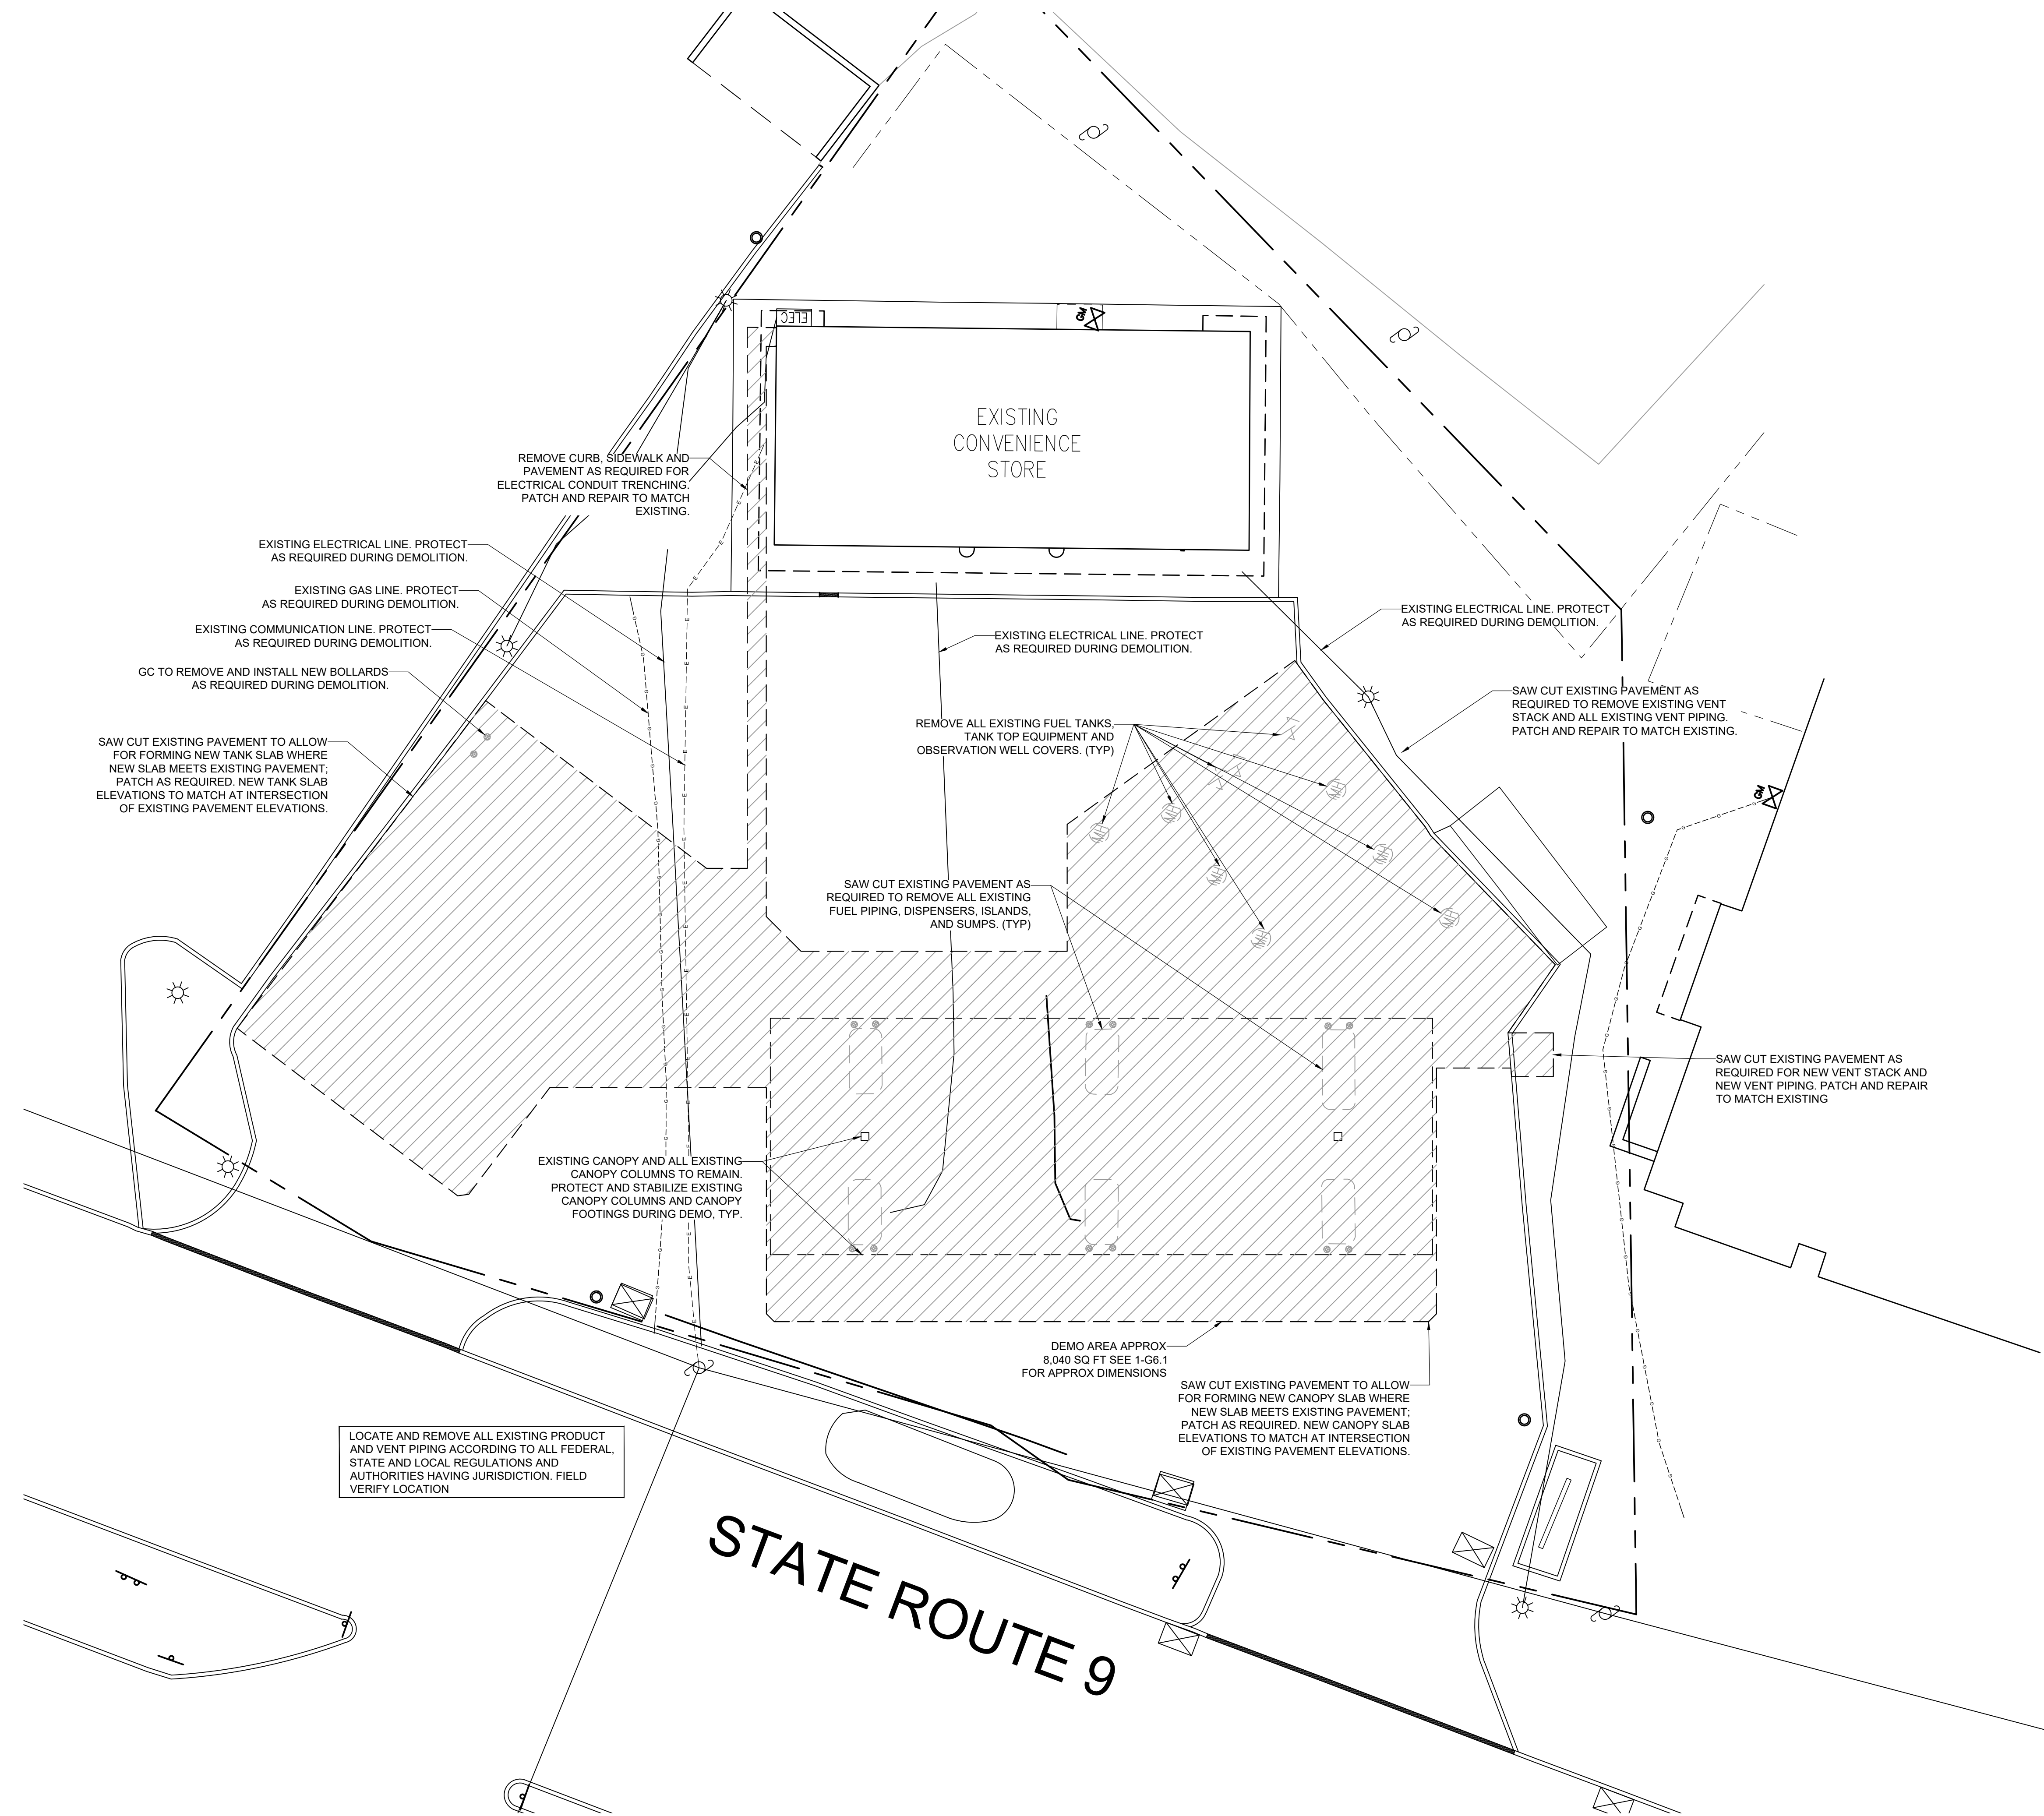 GM
ELEC
EXISTING
CONVENIENCE
STORE
REMOVE CURB, SIDEWALK AND
PAVEMENT AS REQUIRED FOR
ELECTRICAL CONDUIT TRENCHING.
PATCH AND REPAIR TO MATCH
EXISTING.
EXISTING ELECTRICAL LINE. PROTECT
AS REQUIRED DURING DEMOLITION.
EXISTING GAS LINE. PROTECT
AS REQUIRED DURING DEMOLITION.
EXISTING COMMUNICATION LINE. PROTECT
AS REQUIRED DURING DEMOLITION.
GC TO REMOVE AND INSTALL NEW BOLLARDS
AS REQUIRED DURING DEMOLITION.
SAW CUT EXISTING PAVEMENT TO ALLOW
FOR FORMING NEW TANK SLAB WHERE
NEW SLAB MEETS EXISTING PAVEMENT;
PATCH AS REQUIRED. NEW TANK SLAB
ELEVATIONS TO MATCH AT INTERSECTION
OF EXISTING PAVEMENT ELEVATIONS.
EXISTING ELECTRICAL LINE. PROTECT
AS REQUIRED DURING DEMOLITION.
EXISTING ELECTRICAL LINE. PROTECT
AS REQUIRED DURING DEMOLITION.
SAW CUT EXISTING PAVEMENT AS
REQUIRED TO REMOVE EXISTING VENT
STACK AND ALL EXISTING VENT PIPING.
PATCH AND REPAIR TO MATCH EXISTING.
REMOVE ALL EXISTING FUEL TANKS,
TANK TOP EQUIPMENT AND
OBSERVATION WELL COVERS. (TYP)
GM
MH
MH
MH
MH
MH
MH
MH
SAW CUT EXISTING PAVEMENT AS
REQUIRED TO REMOVE ALL EXISTING
FUEL PIPING, DISPENSERS, ISLANDS,
AND SUMPS. (TYP)
SAW CUT EXISTING PAVEMENT AS
REQUIRED FOR NEW VENT STACK AND
NEW VENT PIPING. PATCH AND REPAIR
TO MATCH EXISTING
EXISTING CANOPY AND ALL EXISTING
CANOPY COLUMNS TO REMAIN.
PROTECT AND STABILIZE EXISTING
CANOPY COLUMNS AND CANOPY
FOOTINGS DURING DEMO, TYP.
DEMO AREA APPROX
8,040 SQ FT SEE 1-G6.1
FOR APPROX DIMENSIONS
SAW CUT EXISTING PAVEMENT TO ALLOW
FOR FORMING NEW CANOPY SLAB WHERE
NEW SLAB MEETS EXISTING PAVEMENT;
PATCH AS REQUIRED. NEW CANOPY SLAB
ELEVATIONS TO MATCH AT INTERSECTION
OF EXISTING PAVEMENT ELEVATIONS.
LOCATE AND REMOVE ALL EXISTING PRODUCT
AND VENT PIPING ACCORDING TO ALL FEDERAL,
STATE AND LOCAL REGULATIONS AND
AUTHORITIES HAVING JURISDICTION. FIELD
VERIFY LOCATION
STATE ROUTE 9